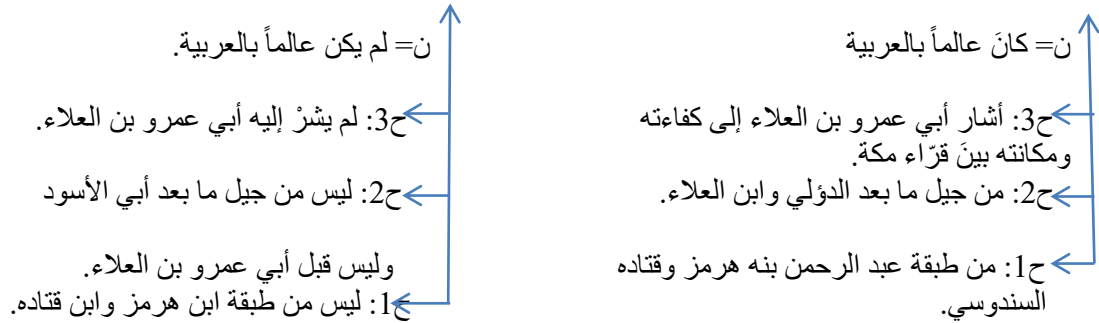 ن= كانَ عالماً بالعربية
ح3: أشار أبي عمرو بن العلاء إلى كفاءته
ومكانته بينَ قرّاء مكة.
ح2: من جيل ما بعد الدؤلي وابن العلاء.
ح1: من طبقة عبد الرحمن بنه هرمز وقتاده
السندوسي.
ن= لم يكن عالماً بالعربية.
ح3: لم يشرْ إليه أبي عمرو بن العلاء.
ح2: ليس من جيل ما بعد أبي الأسود
وليس قبل أبي عمرو بن العلاء.
ح1: ليس من طبقة ابن هرمز وابن قتاده.